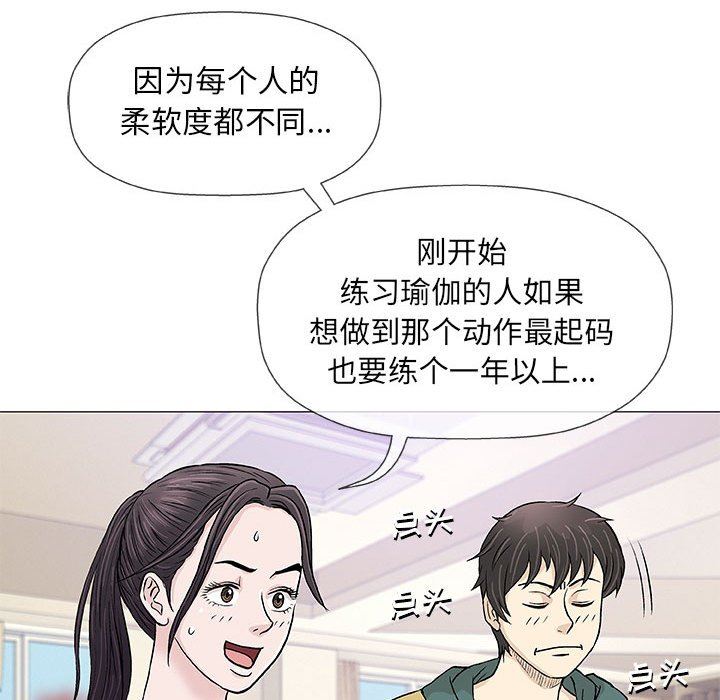 因为每个人的
柔软度都不同...
刚开始
练习瑜伽的人如果
想做到那个动作最起码
也要练个一年以上...
点头
点头
点头